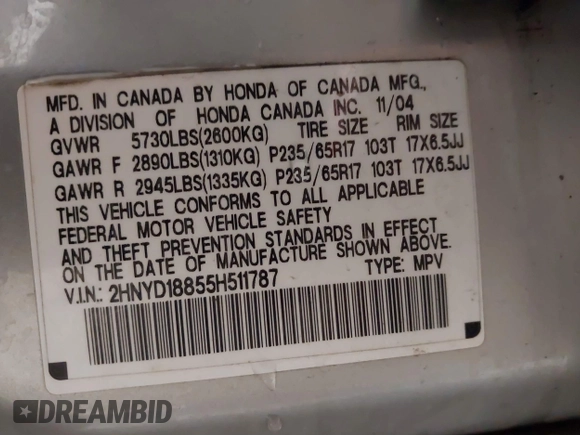 MFD. IN CANADA BY HONDA OF CANADA MFG.,
A DIVISION OF HONDA CANADA INC. 11/04
GVWR 5730LBS(2600KG) TIRE SIZE RIM SIZE
GAWR F 2890LBS(1310KG) P235/65R17 103T 17X6.5JJ
GAWR R 2945LBS(1335KG) P235/65R17 103T 17X6.5JJ
THIS VEHICLE CONFORMS TO ALL APPLICABLE
FEDERAL MOTOR VEHICLE SAFETY
AND THEFT PREVENTION STANDARDS IN EFFECT
ON THE DATE OF MANUFACTURE SHOWN ABOVE.
V.I.N.: 2HNYD18855H511787 TYPE: MPV
DREAMBID